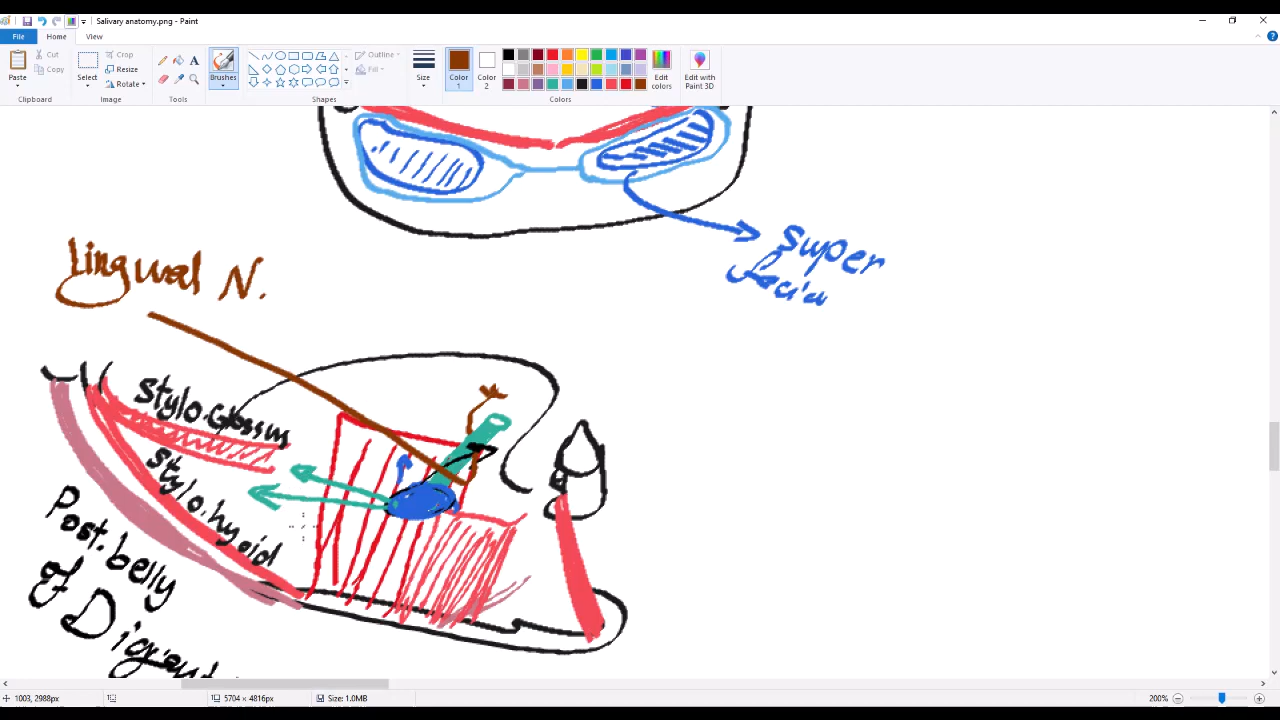 Salivary anatomy.png - Paint
File
Home
View
Paste
Cut
Copy
Clipboard
Select
Crop
Resize
Rotate
Image
Tools
Brushes
Shapes
Outline
Fill
Size
Color
1
Color
2
Colors
Edit
colors
Edit with
Paint 3D
Super
facia
Lingual N.
Stylo.Glossus
Stylo.hyoid
Post. belly
of
1003, 2988px
5704 × 4816px
Size: 1.0MB
200%